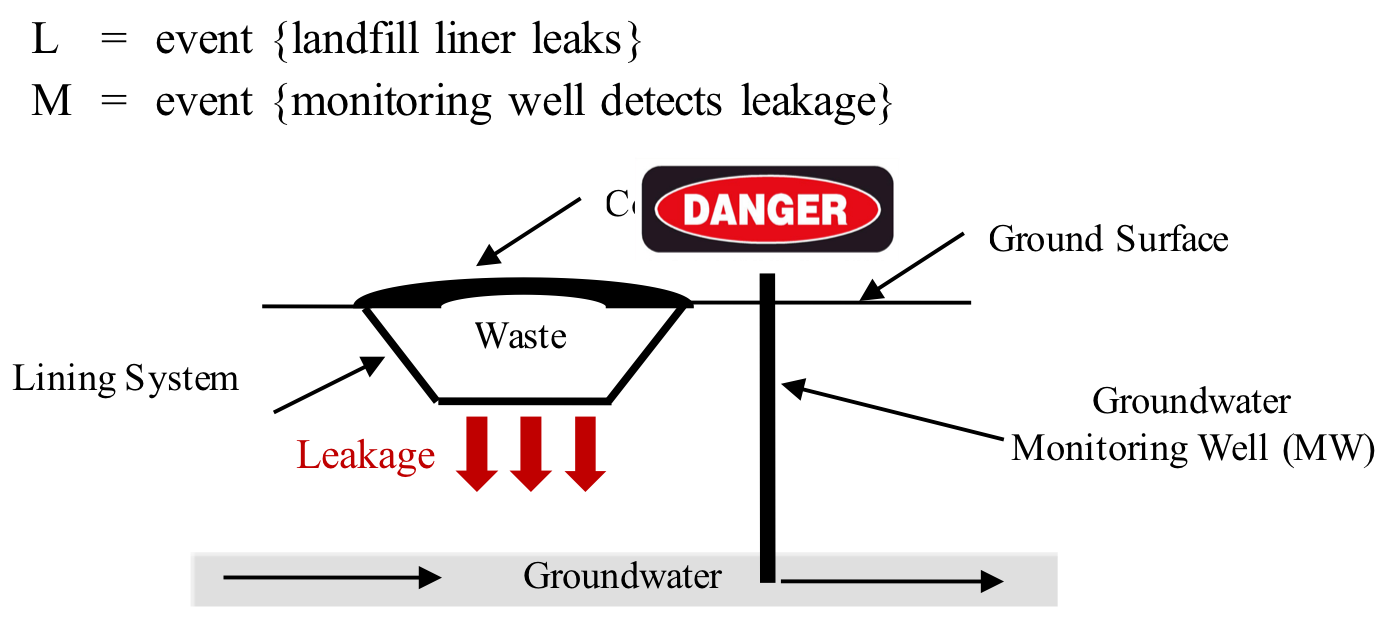 L = event {landfill liner leaks}
M = event {monitoring well detects leakage}
DANGER
Ground Surface
Waste
Lining System
Groundwater
Monitoring Well (MW)
Leakage
Groundwater